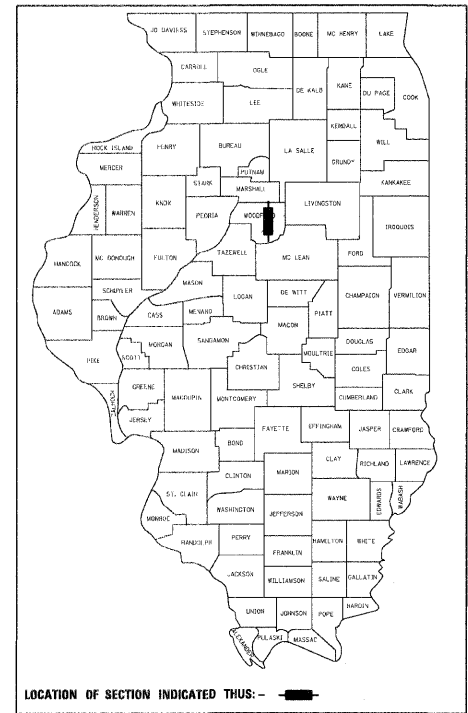 JO DAVIESS STEPHENSON WINNEBAGO BOONE MC HENRY LAKE
CARROLL OGLE
DE KALB KANE DU PAGE COOK
WHITESIDE LEE
KENDALL WILL
ROCK ISLAND HENRY BUREAU LA SALLE GRUNDY
MERCER PUTNAM
KANKAKEE
STARK MARSHALL
HENDERSON WARREN KNOX PEORIA LIVINGSTON
IROQUOIS
HANCOCK MC DONOUGH FULTON TAZEWELL MC LEAN FORD
MASON
SCHUYLER LOGAN DE WITT CHAMPAIGN VERMILION
ADAMS BROWN CASS MENARD MACON PIATT
MORGAN SANGAMON DOUGLAS EDGAR
PIKE SCOTT CHRISTIAN MOULTRIE COLES
SHELBY
CALHOUN GREENE MACOUPIN MONTGOMERY CUMBERLAND CLARK
JERSEY FAYETTE EFFINGHAM JASPER CRAWFORD
MADISON BOND
CLAY RICHLAND LAWRENCE
CLINTON MARION
ST. CLAIR WAYNE EDWARDS WABASH
WASHINGTON
MONROE JEFFERSON
RANDOLPH PERRY HAMILTON WHITE
FRANKLIN
JACKSON WILLIAMSON SALINE GALLATIN
UNION JOHNSON POPE HARDIN
ALEXANDER PULASKI MASSAC
LOCATION OF SECTION INDICATED THUS: -